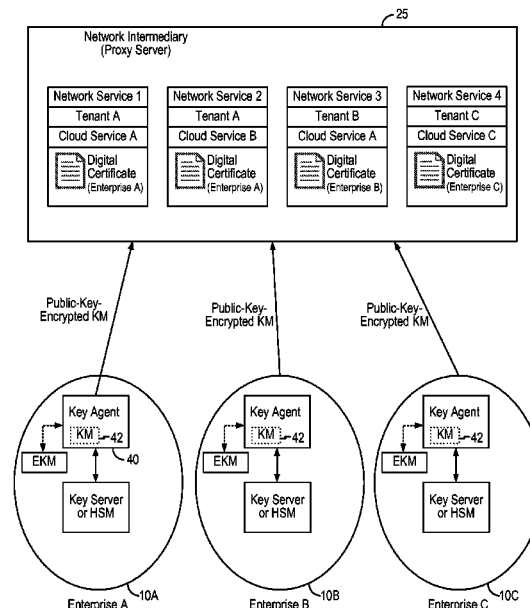 25
Network Intermediary
(Proxy Server)
Network Service 1
Tenant A
Cloud Service A
Digital
Certificate
(Enterprise A)
Network Service 2
Tenant A
Cloud Service B
Digital
Certificate
(Enterprise A)
Network Service 3
Tenant B
Cloud Service A
Digital
Certificate
(Enterprise B)
Network Service 4
Tenant C
Cloud Service C
Digital
Certificate
(Enterprise C)
Public-Key-
Encrypted KM
Public-Key-
Encrypted KM
Public-Key-
Encrypted KM
Key Agent
KM
42
EKM
40
Key Server
or HSM
10A
Enterprise A
Key Agent
KM
42
EKM
Key Server
or HSM
10B
Enterprise B
Key Agent
KM
42
EKM
Key Server
or HSM
10C
Enterprise C